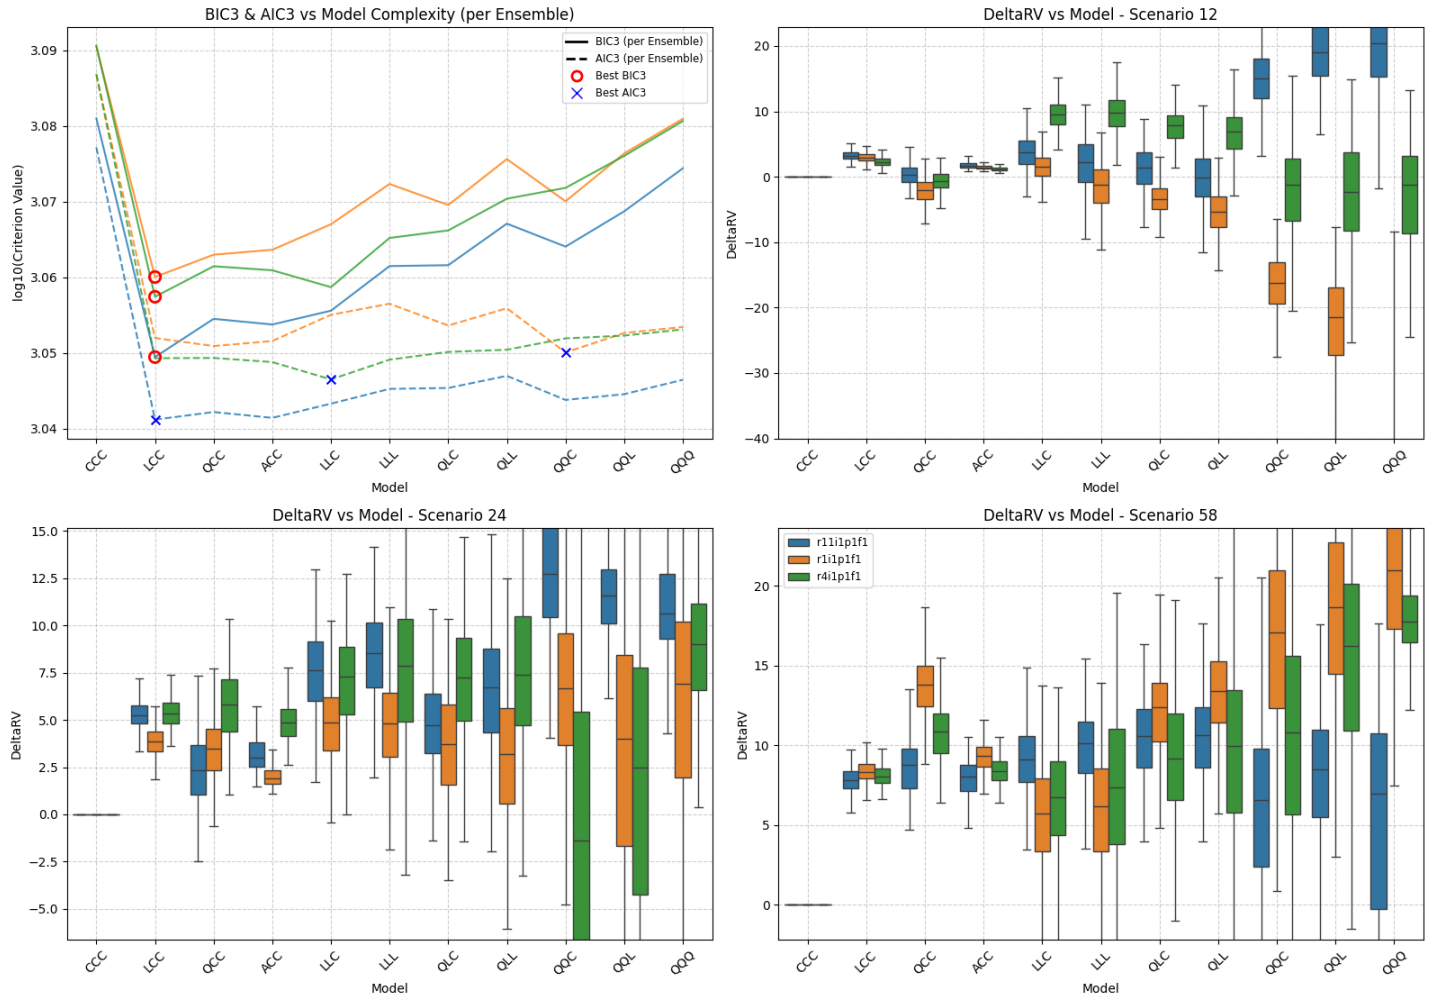 BIC3 & AIC3 vs Model Complexity (per Ensemble)
log10(Criterion Value)
3.09
3.08
3.07
3.06
3.05
3.04
BIC3 (per Ensemble)
AIC3 (per Ensemble)
Best BIC3
Best AIC3
CCC LCC QCC ACC LLC LLL QLC QLL QQC QQL QQQ
Model
DeltaRV vs Model - Scenario 12
DeltaRV
20
10
0
−10
−20
−30
−40
CCC LCC QCC ACC LLC LLL QLC QLL QQC QQL QQQ
Model
DeltaRV vs Model - Scenario 24
DeltaRV
15.0
12.5
10.0
7.5
5.0
2.5
0.0
−2.5
−5.0
CCC LCC QCC ACC LLC LLL QLC QLL QQC QQL QQQ
Model
DeltaRV vs Model - Scenario 58
DeltaRV
20
15
10
5
0
r11i1p1f1
r1i1p1f1
r4i1p1f1
CCC LCC QCC ACC LLC LLL QLC QLL QQC QQL QQQ
Model